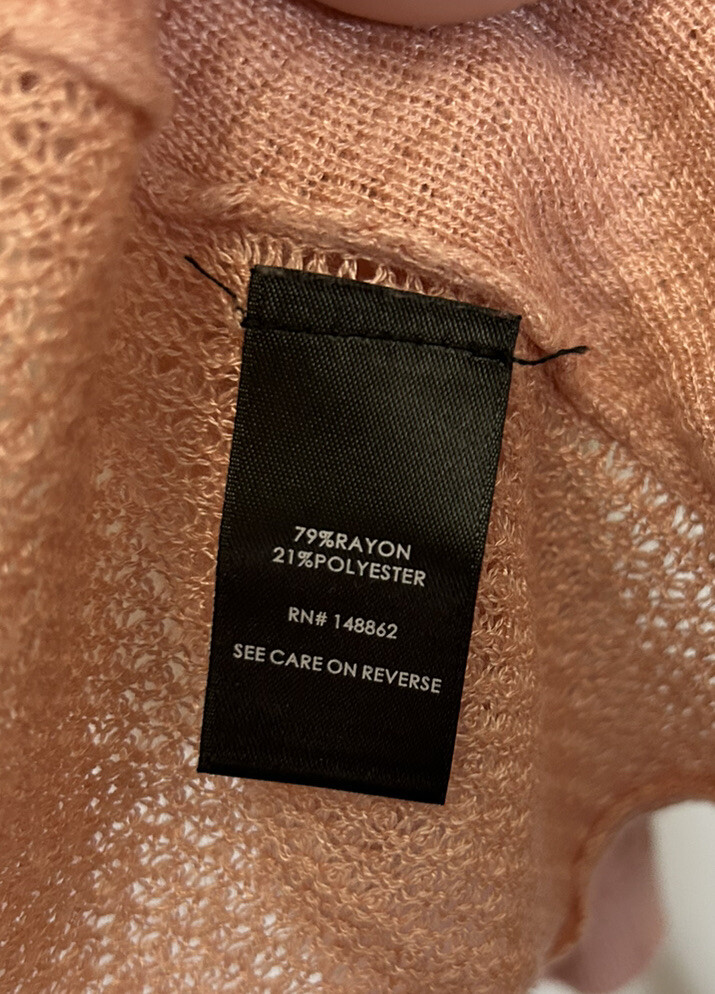 79%RAYON
21%POLYESTER
RN# 148862
SEE CARE ON REVERSE